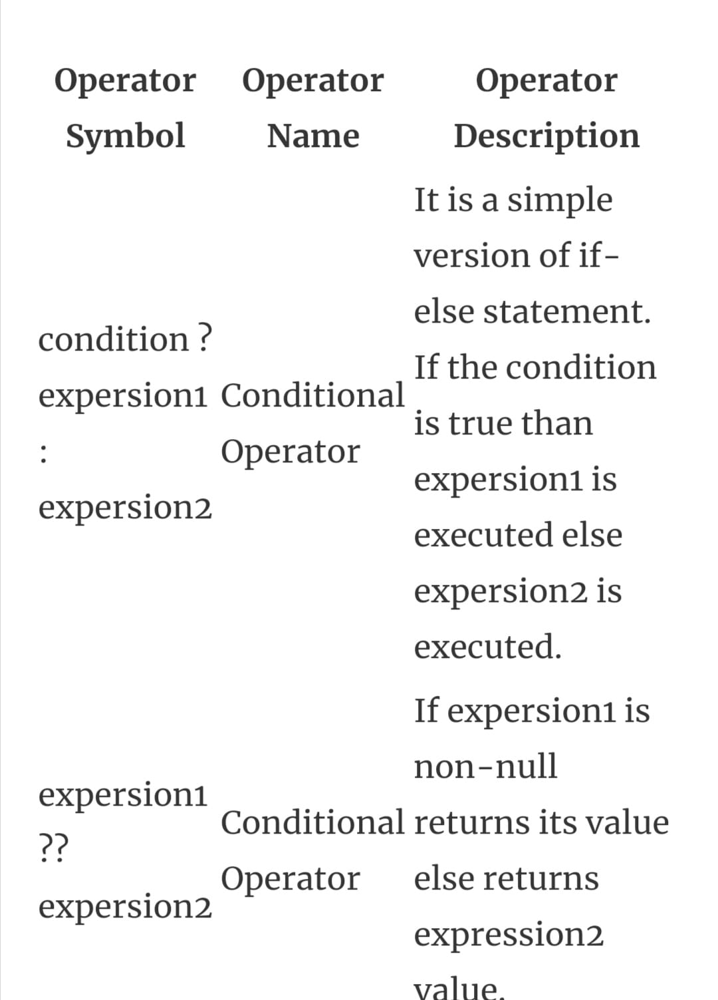 Operator Symbol Operator Name Operator Description
condition ?
expersion1
:
expersion2
Conditional
Operator
It is a simple
version of if-
else statement.
If the condition
is true than
expersion1 is
executed else
expersion2 is
executed.
expersion1
??
expersion2
Conditional
Operator
If expersion1 is
non-null
returns its value
else returns
expression2
value.